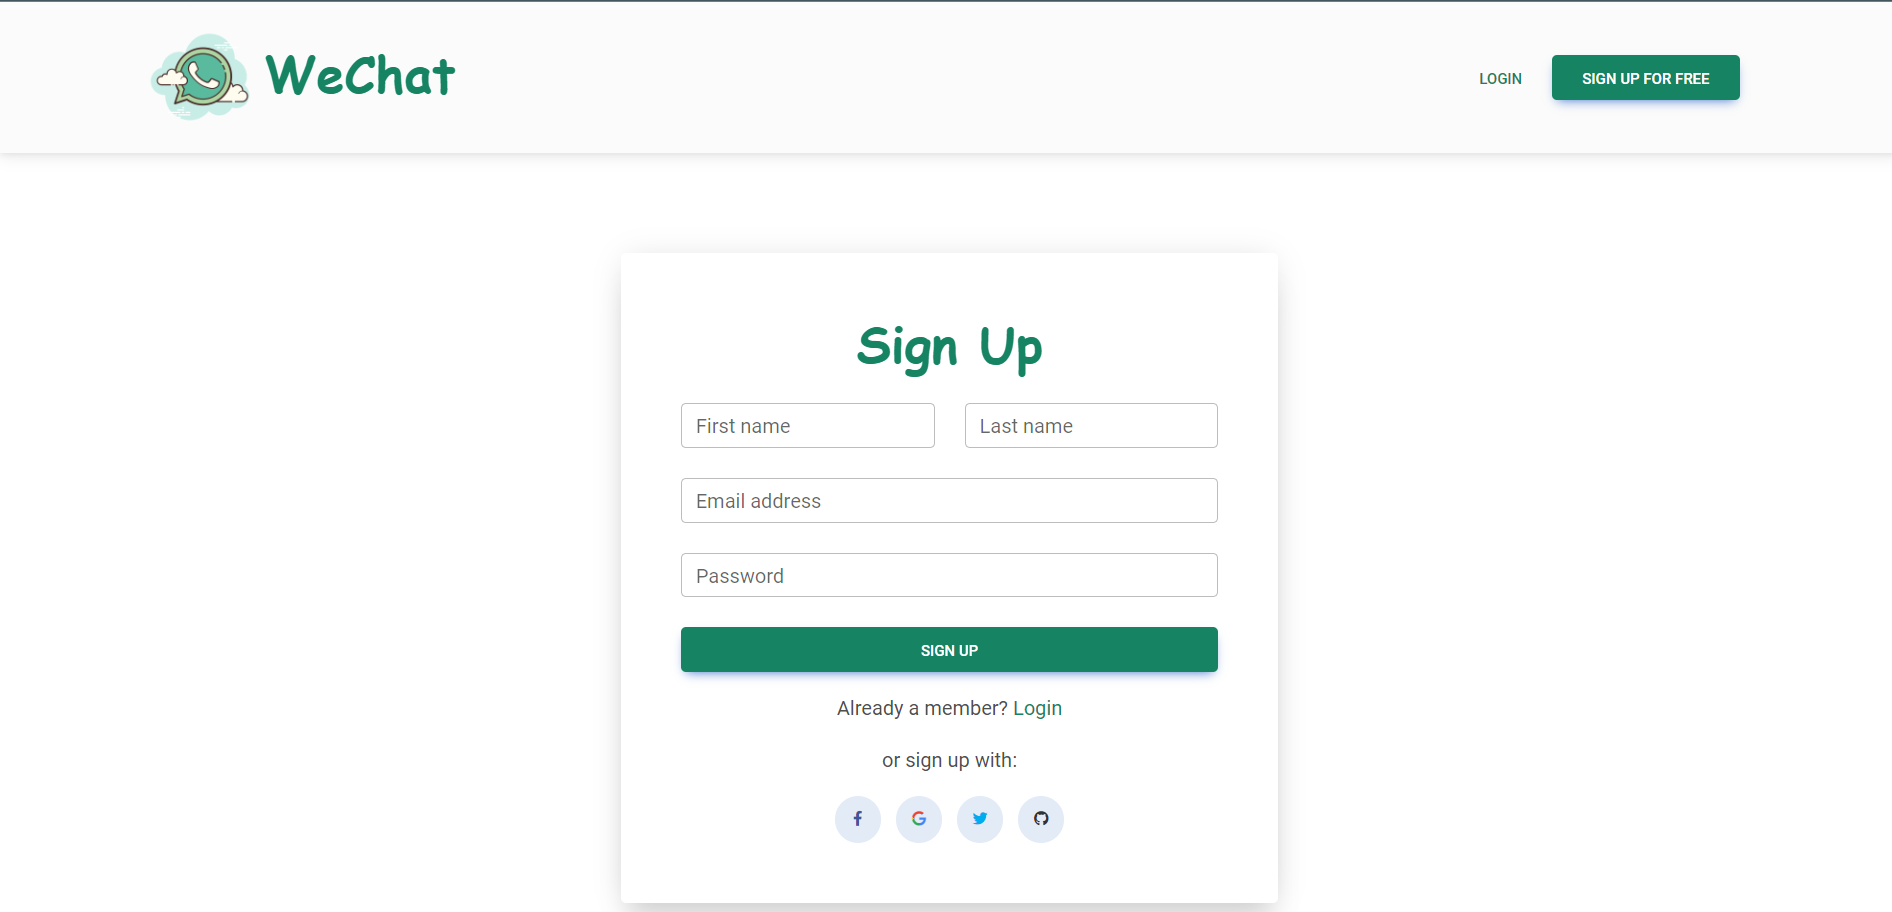 WeChat
LOGIN
SIGN UP FOR FREE
Sign Up
First name
Last name
Email address
Password
SIGN UP
Already a member? Login
or sign up with: